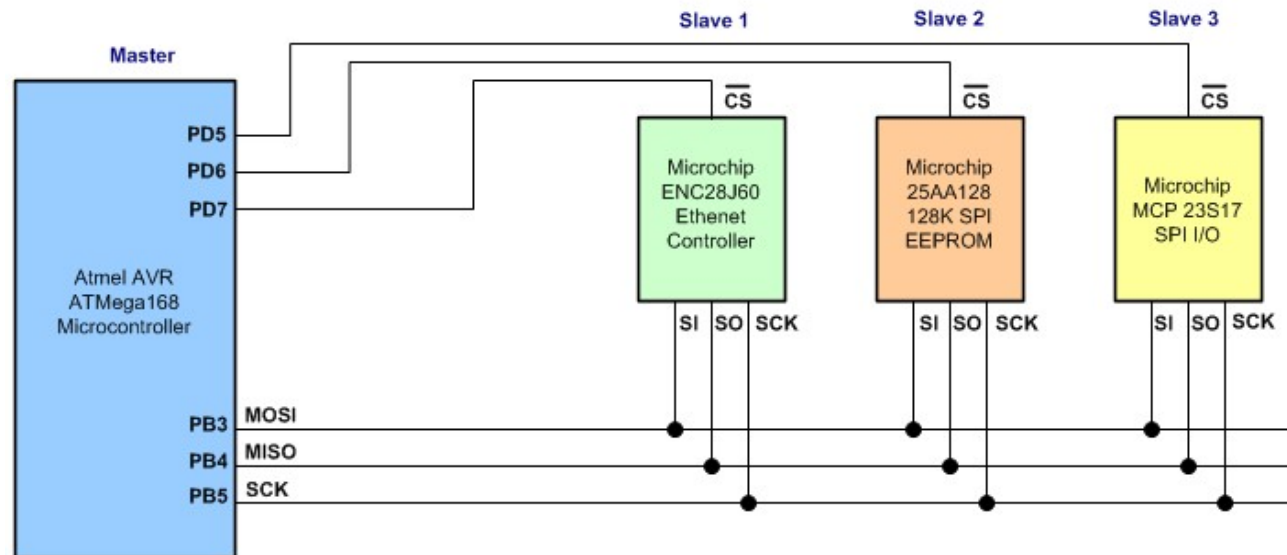 Slave 1
Slave 2
Slave 3
Master
CS
CS
CS
PD5
PD6
PD7
Microchip
ENC28J60
Ethenet
Controller
Microchip
25AA128
128K SPI
EEPROM
Microchip
MCP 23S17
SPI I/O
Atmel AVR
ATMega168
Microcontroller
SI SO SCK
SI SO SCK
SI SO SCK
PB3 MOSI
PB4 MISO
PB5 SCK